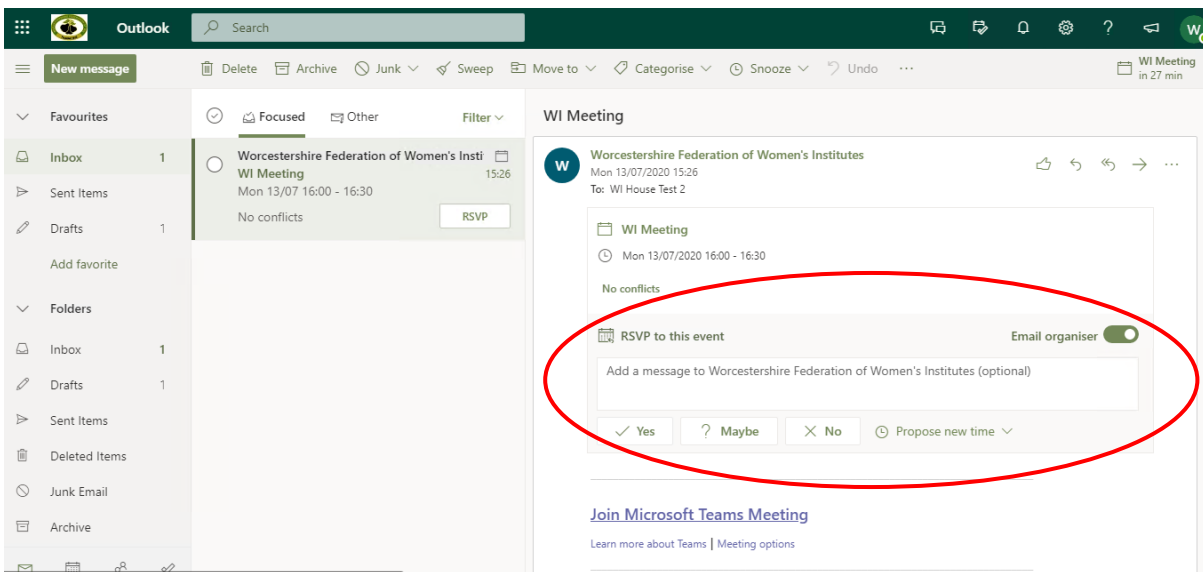 Outlook
Search
W
New message
Delete Archive Junk Sweep Move to Categorise Snooze Undo ...
WI Meeting
in 27 min
Favourites
Inbox 1
Sent Items
Drafts 1
Add favorite
Folders
Inbox 1
Drafts 1
Sent Items
Deleted Items
Junk Email
Archive
Focused Other Filter
Worcestershire Federation of Women's Insti
WI Meeting 15:26
Mon 13/07 16:00 - 16:30
No conflicts RSVP
WI Meeting
W
Worcestershire Federation of Women's Institutes
Mon 13/07/2020 15:26
To: WI House Test 2
WI Meeting
Mon 13/07/2020 16:00 - 16:30
No conflicts
RSVP to this event Email organiser
Add a message to Worcestershire Federation of Women's Institutes (optional)
Yes ? Maybe No Propose new time
Join Microsoft Teams Meeting
Learn more about Teams | Meeting options